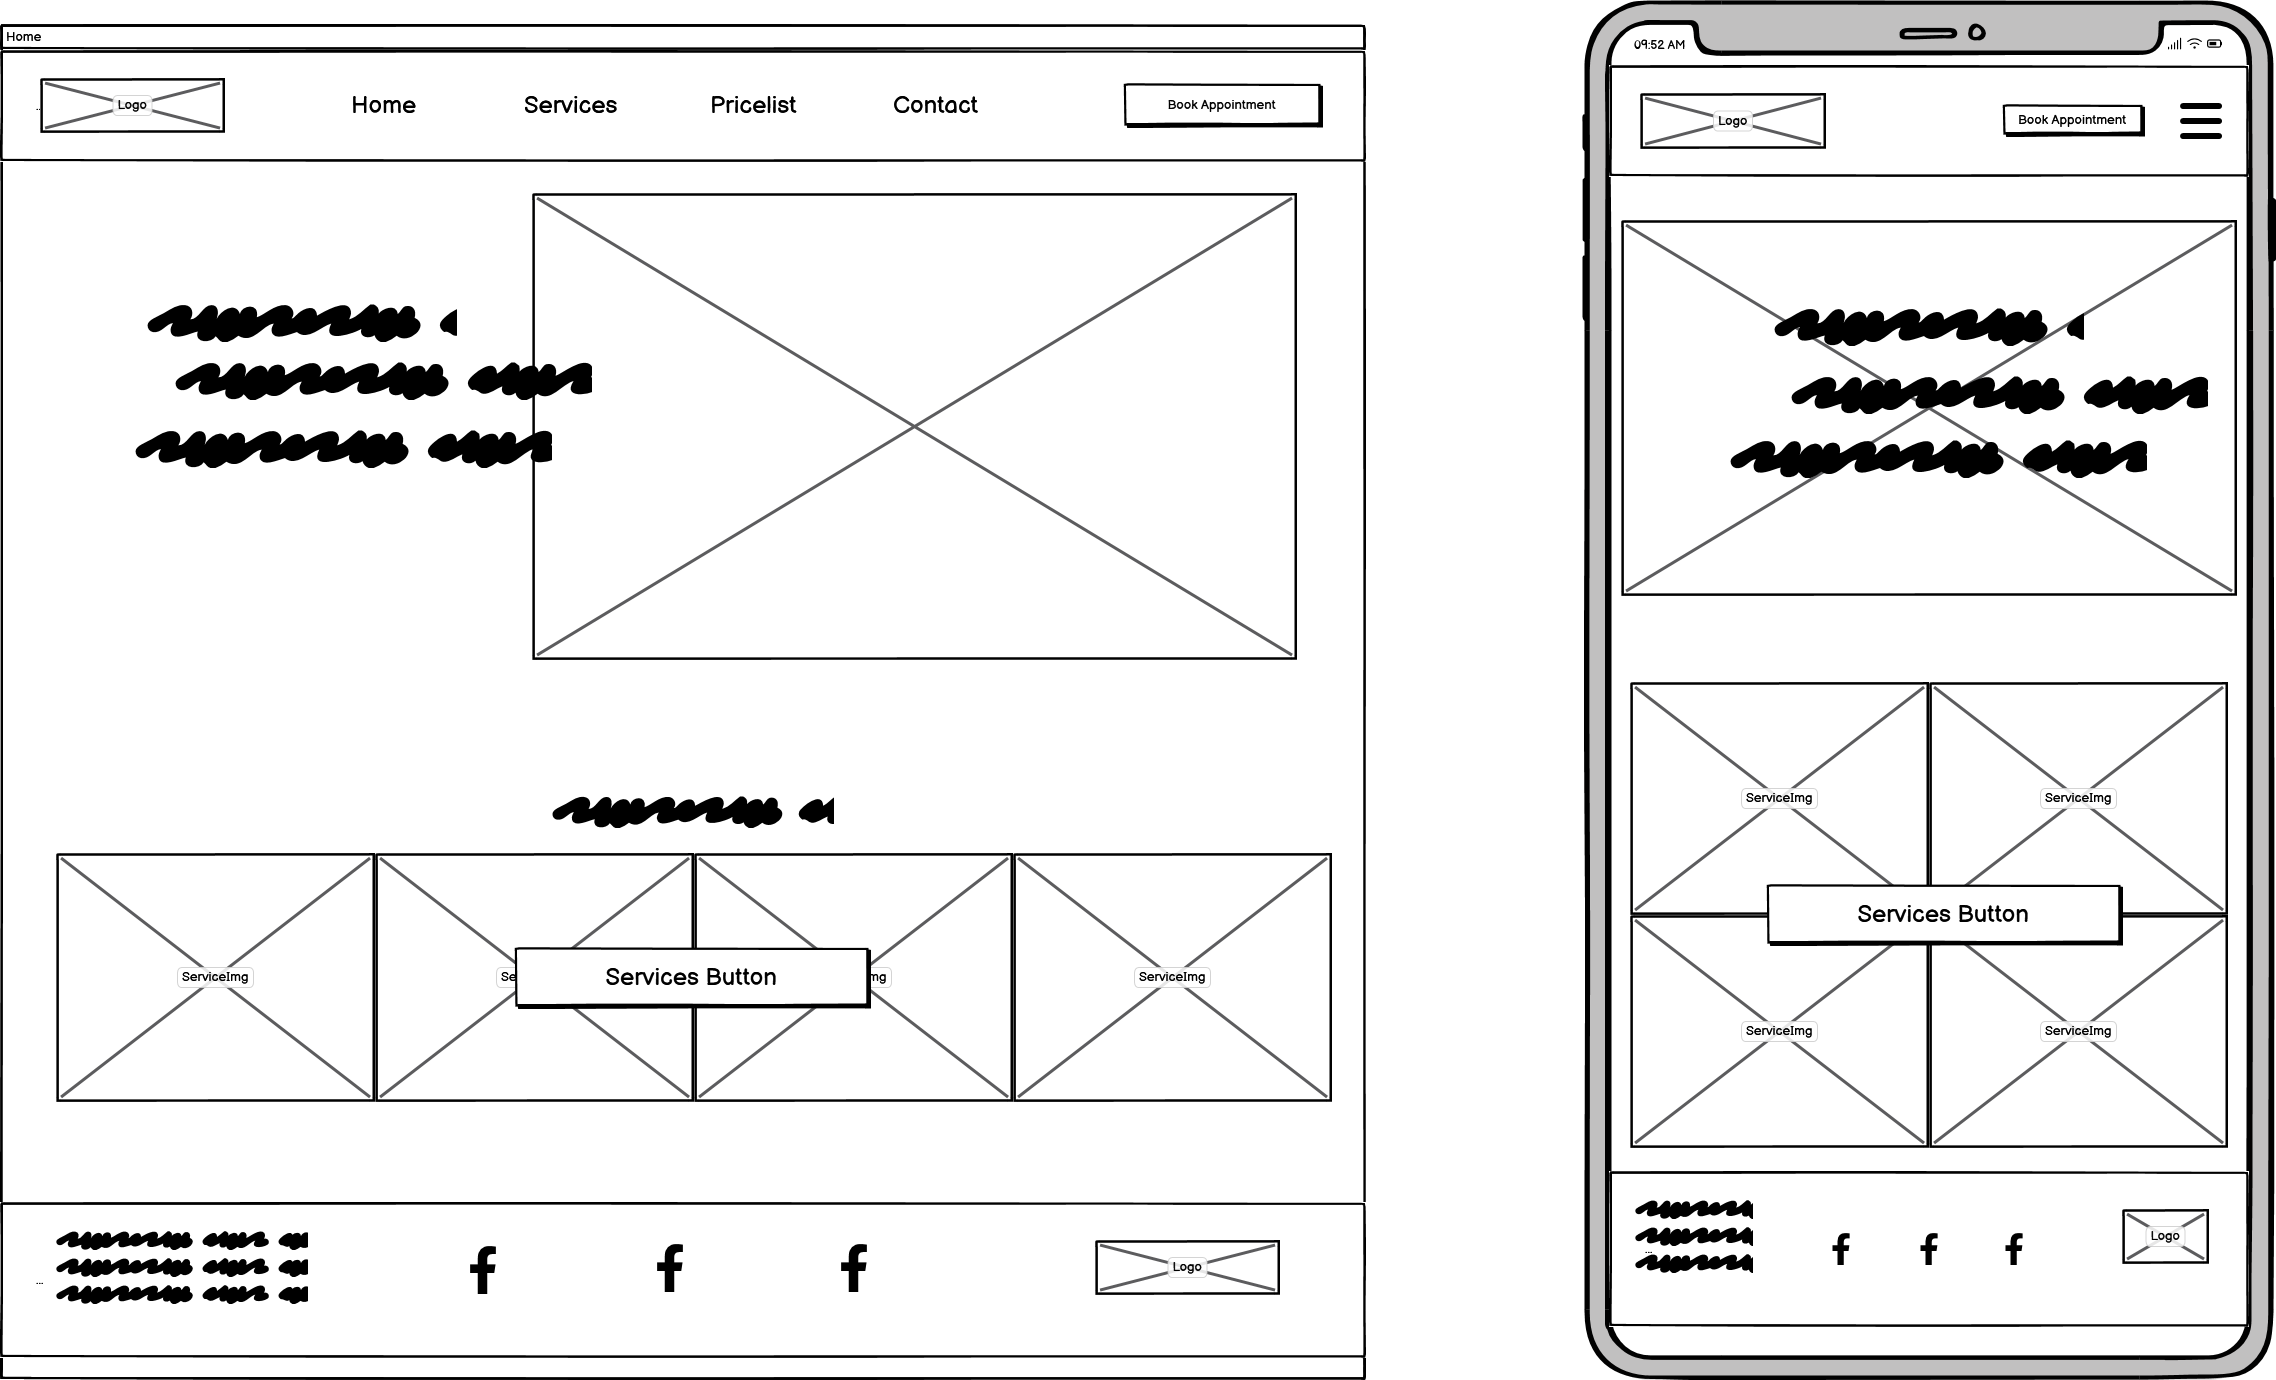 Home
Logo
Home Services Pricelist Contact
Book Appointment
ServiceImg
Se
Services Button
mg
ServiceImg
...
Logo
09:52 AM
Logo
Book Appointment
ServiceImg
ServiceImg
Services Button
ServiceImg
ServiceImg
...
Logo